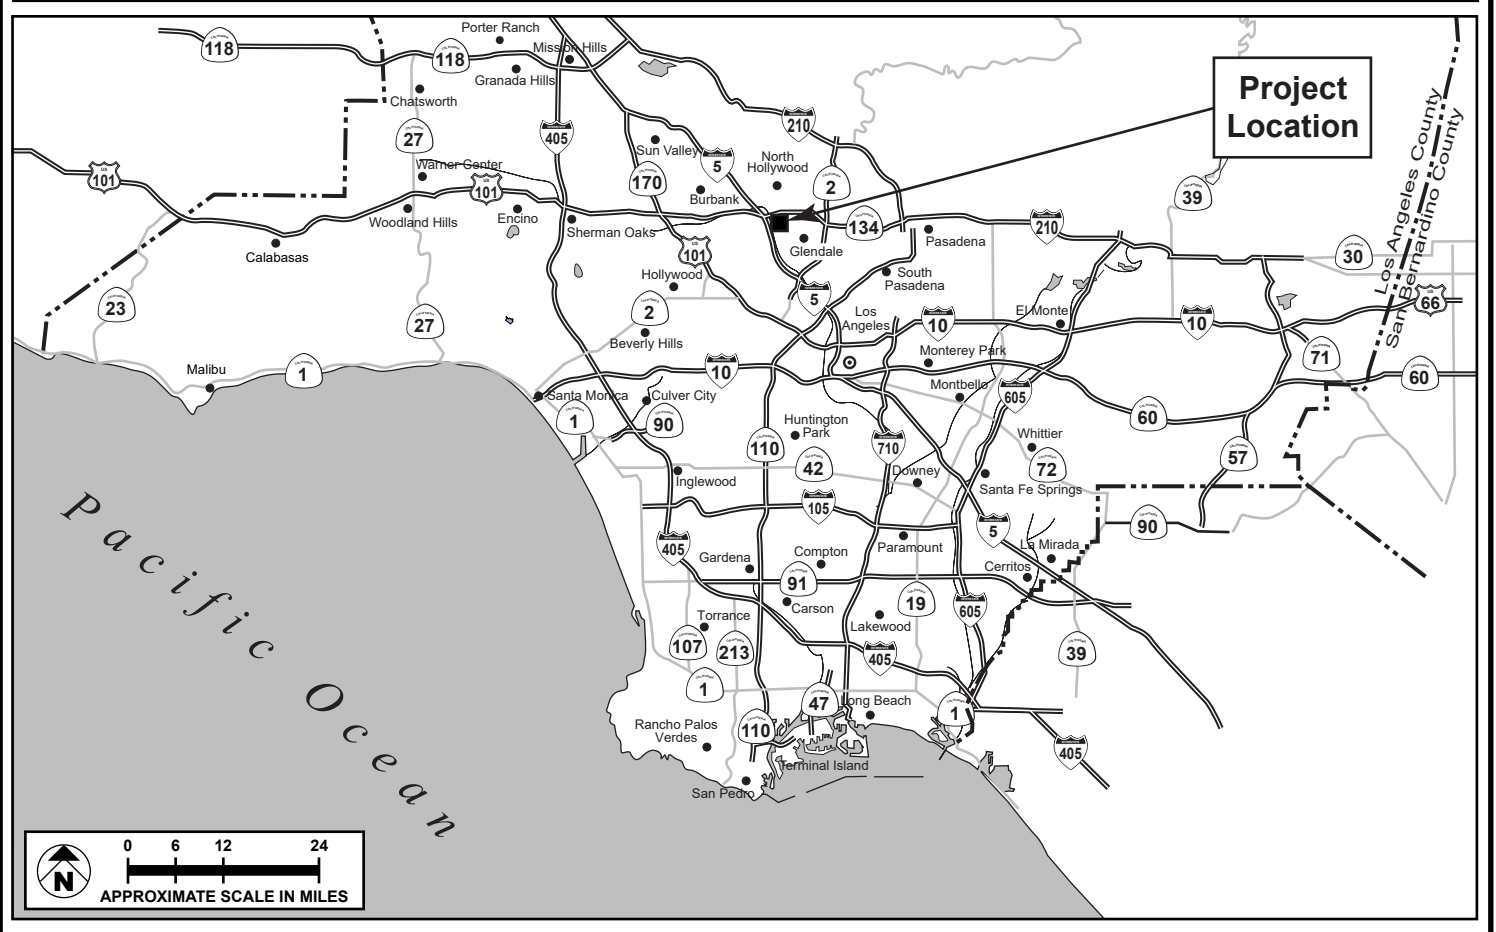 Porter Ranch
118
118
Mission Hills
Granada Hills
Project
Location
Chatsworth
27
405
210
Sun Valley
5
North
Hollywood
Los Angeles County
San Bernardino County
US
101
Warner Center
US
101
170
Burbank
2
39
Woodland Hills
Encino
Sherman Oaks
134
210
Pasadena
Calabasas
US
101
Glendale
30
Hollywood
South
Pasadena
23
27
2
5
Los
Angeles
10
El Monte
10
US
66
Beverly Hills
Malibu
1
10
Monterey Park
71
60
Santa Monica
Culver City
Montbello
605
1
90
Huntington
Park
60
110
710
Whittier
42
72
57
Inglewood
Downey
Santa Fe Springs
Pacific Ocean
105
5
90
405
Gardena
Compton
Paramount
La Mirada
Cerritos
91
Carson
19
605
Torrance
Lakewood
107
213
405
39
1
47
Long Beach
1
Rancho Palos
Verdes
110
405
Terminal Island
San Pedro
0 6 12 24
N
APPROXIMATE SCALE IN MILES